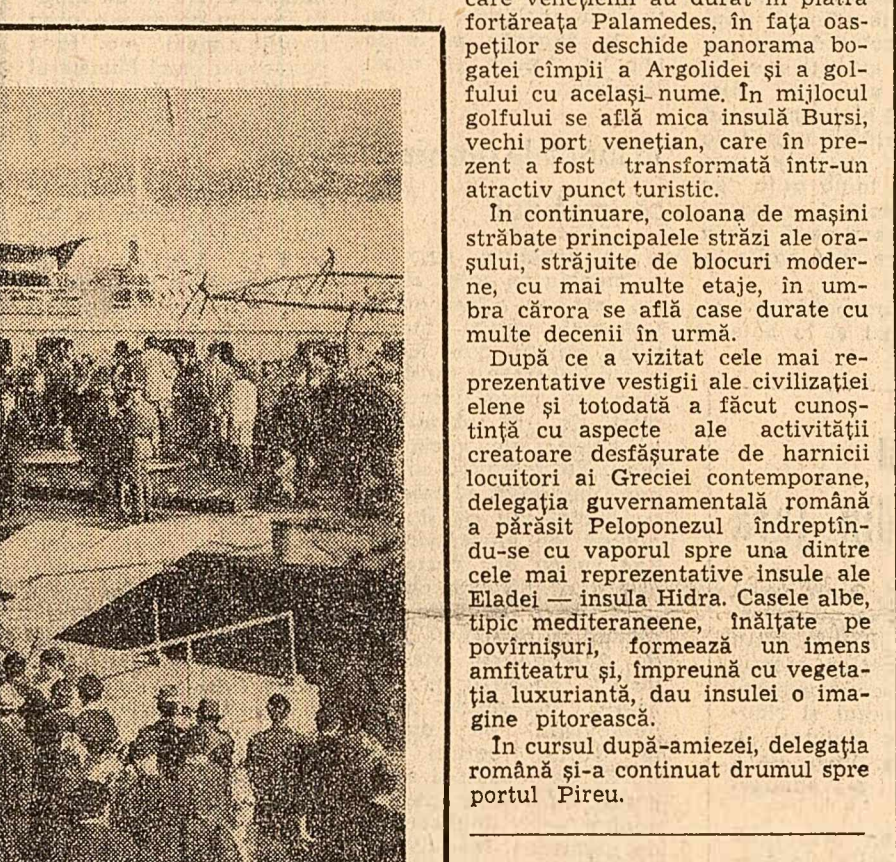 care venețienii au durat în piatră
fortăreața Palamedes, în fața oas-
peților se deschide panorama bo-
gatei cîmpii a Argolidei și a gol-
fului cu același nume. În mijlocul
golfului se află mica insulă Bursi,
vechi port venețian, care în pre-
zent a fost transformată într-un
atractiv punct turistic.
În continuare, coloana de mașini
străbate principalele străzi ale ora-
șului, străjuite de blocuri moder-
ne, cu mai multe etaje, în um-
bra cărora se află case durate cu
multe decenii în urmă.
După ce a vizitat cele mai re-
prezentative vestigii ale civilizației
elene și totodată a făcut cunoș-
tință cu aspecte ale activității
creatoare desfășurate de harnicii
locuitori ai Greciei contemporane,
delegația guvernamentală română
a părăsit Peloponezul îndreptîn-
du-se cu vaporul spre una dintre
cele mai reprezentative insule ale
Eladei — insula Hidra. Casele albe,
tipic mediteraneene, înălțate pe
povîrnișuri, formează un imens
amfiteatru și, împreună cu vegeta-
ția luxuriantă, dau insulei o ima-
gine pitorească.
În cursul după-amiezei, delegația
română și-a continuat drumul spre
portul Pireu.